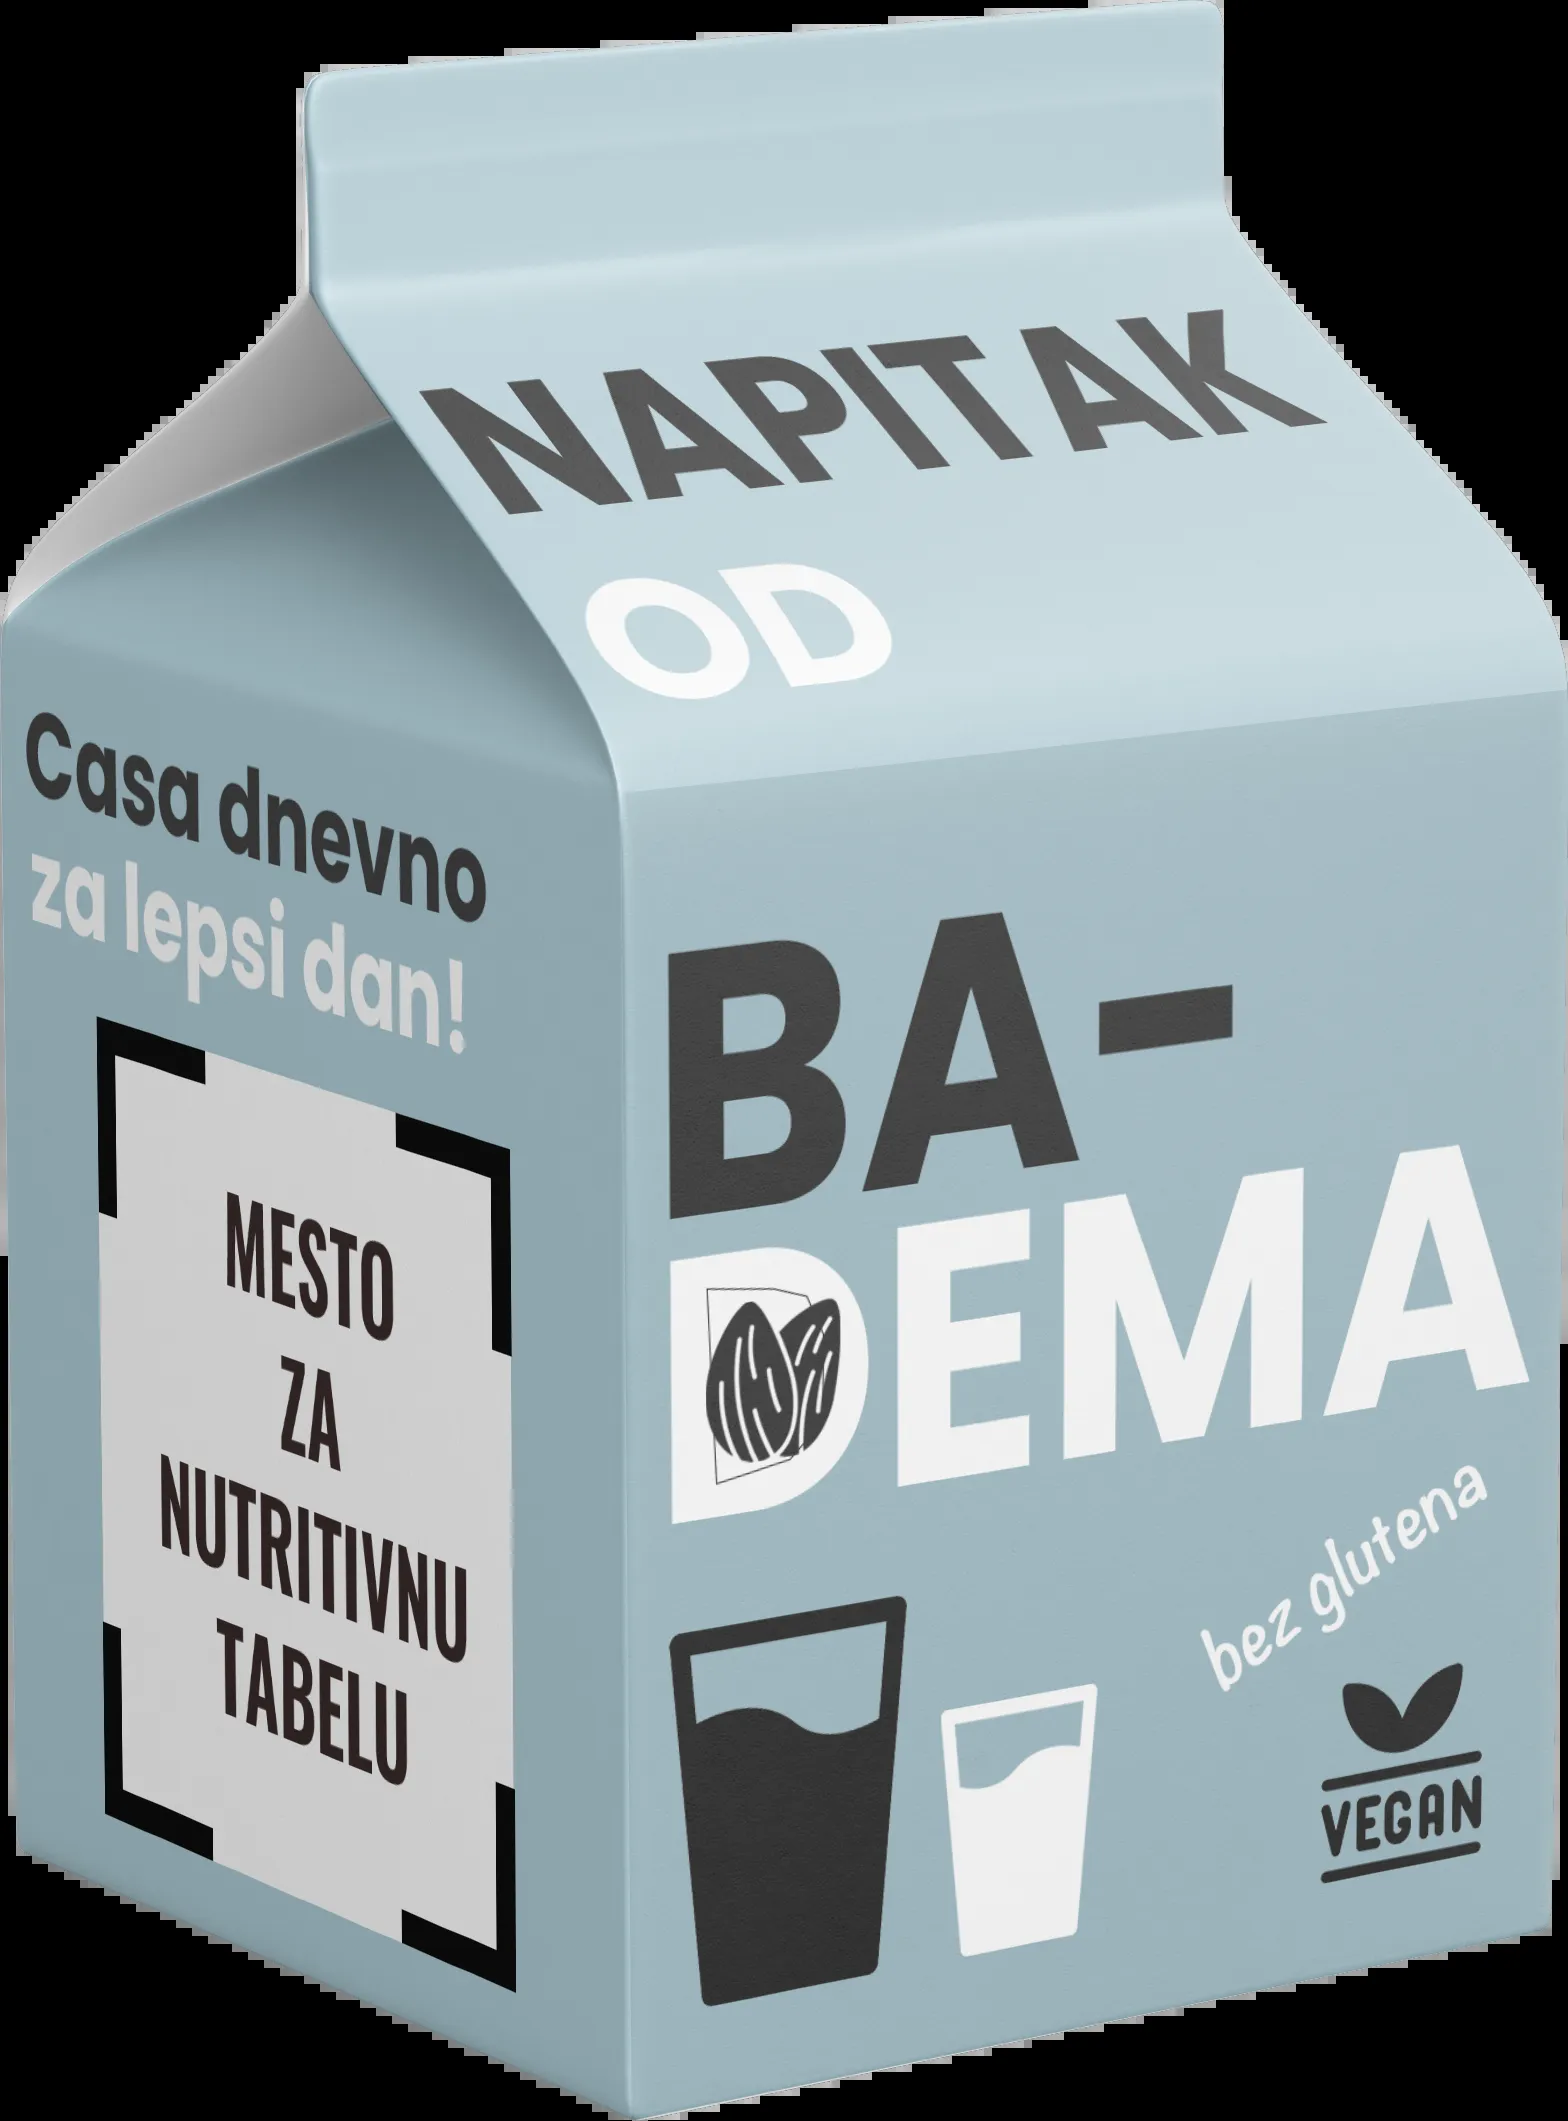 NAPITAK
OD
BA-
DEMA
bez glutena
VEGAN
Casa dnevno
za lepsi dan!
MESTO
ZA
NUTRITIVNU
TABELU